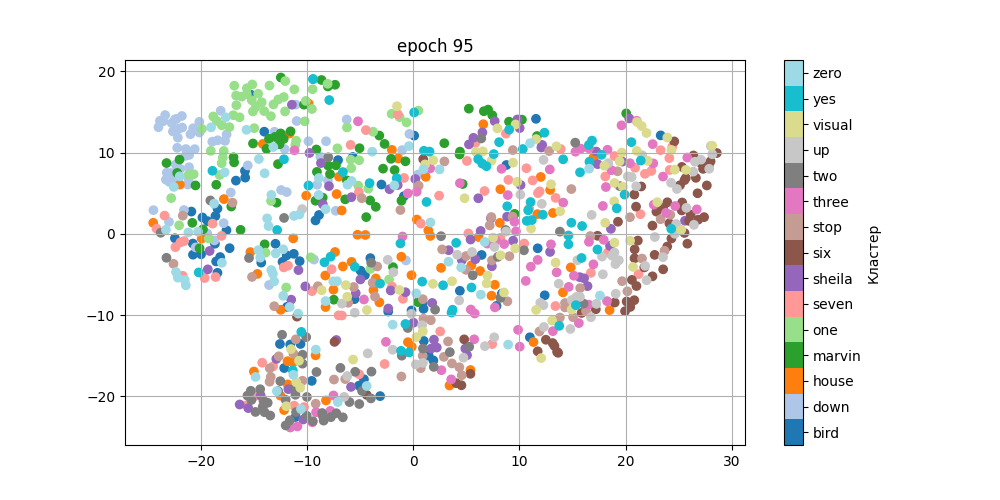 epoch 95
20
10
0
−10
−20
−20
−10
0
10
20
30
zero
yes
visual
up
two
three
stop
six
sheila
seven
one
marvin
house
down
bird
Кластер